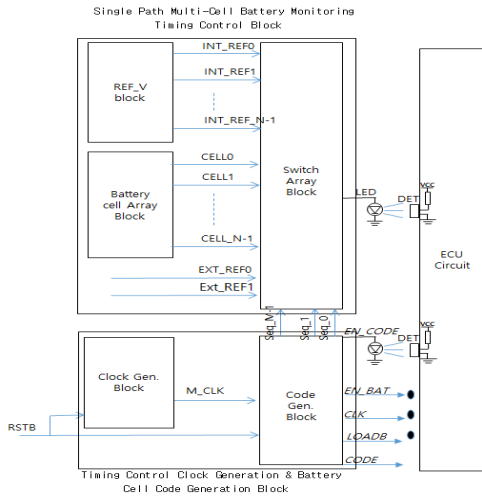 Single Path Multi-Cell Battery Monitoring
Timing Control Block
INT_REF0
INT_REF1
REF_V
block
INT_REF_N-1
CELL0
CELL1
Switch
Array
Block
Battery
cell Array
Block
LED
DET
vcc
CELL_N-1
ECU
Circuit
EXT_REF0
Ext_REF1
Seq_N-1
Seq_1
Seq_0
EN_CODE
DET
vcc
Clock Gen.
Block
M_CLK
Code
Gen.
Block
EN_BAT
CLK
RSTB
LOADB
CODE
Timing Control Clock Generation & Battery
Cell Code Generation Block